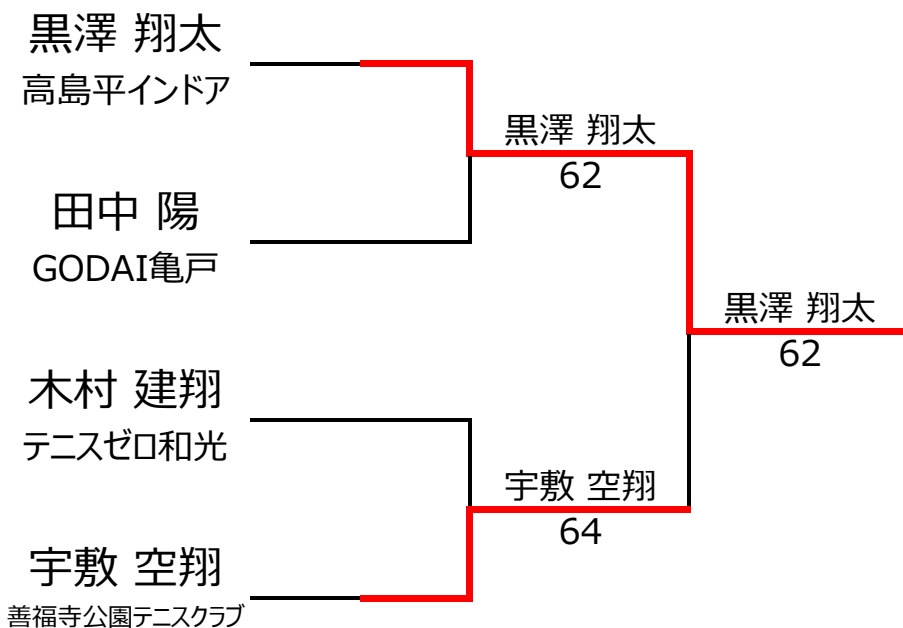 黒澤 翔太
高島平インドア
黒澤 翔太
62
田中 陽
GODAI亀戸
黒澤 翔太
62
木村 建翔
テニスゼロ和光
宇敷 空翔
64
宇敷 空翔
善福寺公園テニスクラブ